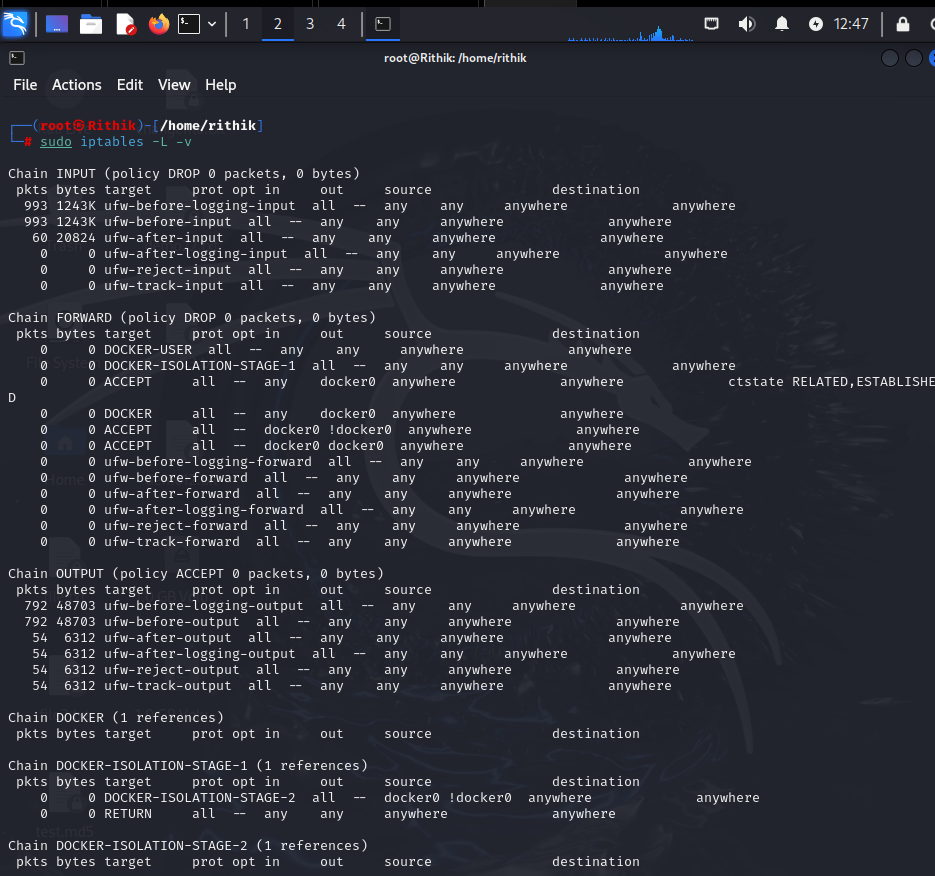 1 2 3 4 12:47
root@Rithik: /home/rithik
File Actions Edit View Help
┌──(root㉿Rithik)-[/home/rithik]
└─# sudo iptables -L -v
Chain INPUT (policy DROP 0 packets, 0 bytes)
 pkts bytes target     prot opt in     out     source               destination
  993 1243K ufw-before-logging-input  all  --  any    any     anywhere             anywhere
  993 1243K ufw-before-input  all  --  any    any     anywhere             anywhere
   60 20824 ufw-after-input  all  --  any    any     anywhere             anywhere
    0     0 ufw-after-logging-input  all  --  any    any     anywhere             anywhere
    0     0 ufw-reject-input  all  --  any    any     anywhere             anywhere
    0     0 ufw-track-input  all  --  any    any     anywhere             anywhere
Chain FORWARD (policy DROP 0 packets, 0 bytes)
 pkts bytes target     prot opt in     out     source               destination
    0     0 DOCKER-USER  all  --  any    any     anywhere             anywhere
    0     0 DOCKER-ISOLATION-STAGE-1  all  --  any    any     anywhere             anywhere
    0     0 ACCEPT     all  --  any    docker0  anywhere             anywhere             ctstate RELATED,ESTABLISHE
D
    0     0 DOCKER     all  --  any    docker0  anywhere             anywhere
    0     0 ACCEPT     all  --  docker0 !docker0  anywhere             anywhere
    0     0 ACCEPT     all  --  docker0 docker0  anywhere             anywhere
    0     0 ufw-before-logging-forward  all  --  any    any     anywhere             anywhere
    0     0 ufw-before-forward  all  --  any    any     anywhere             anywhere
    0     0 ufw-after-forward  all  --  any    any     anywhere             anywhere
    0     0 ufw-after-logging-forward  all  --  any    any     anywhere             anywhere
    0     0 ufw-reject-forward  all  --  any    any     anywhere             anywhere
    0     0 ufw-track-forward  all  --  any    any     anywhere             anywhere
Chain OUTPUT (policy ACCEPT 0 packets, 0 bytes)
 pkts bytes target     prot opt in     out     source               destination
  792 48703 ufw-before-logging-output  all  --  any    any     anywhere             anywhere
  792 48703 ufw-before-output  all  --  any    any     anywhere             anywhere
   54  6312 ufw-after-output  all  --  any    any     anywhere             anywhere
   54  6312 ufw-after-logging-output  all  --  any    any     anywhere             anywhere
   54  6312 ufw-reject-output  all  --  any    any     anywhere             anywhere
   54  6312 ufw-track-output  all  --  any    any     anywhere             anywhere
Chain DOCKER (1 references)
 pkts bytes target     prot opt in     out     source               destination
Chain DOCKER-ISOLATION-STAGE-1 (1 references)
 pkts bytes target     prot opt in     out     source               destination
    0     0 DOCKER-ISOLATION-STAGE-2  all  --  docker0 !docker0  anywhere             anywhere
    0     0 RETURN     all  --  any    any     anywhere             anywhere
test.md5
Chain DOCKER-ISOLATION-STAGE-2 (1 references)
 pkts bytes target     prot opt in     out     source               destination